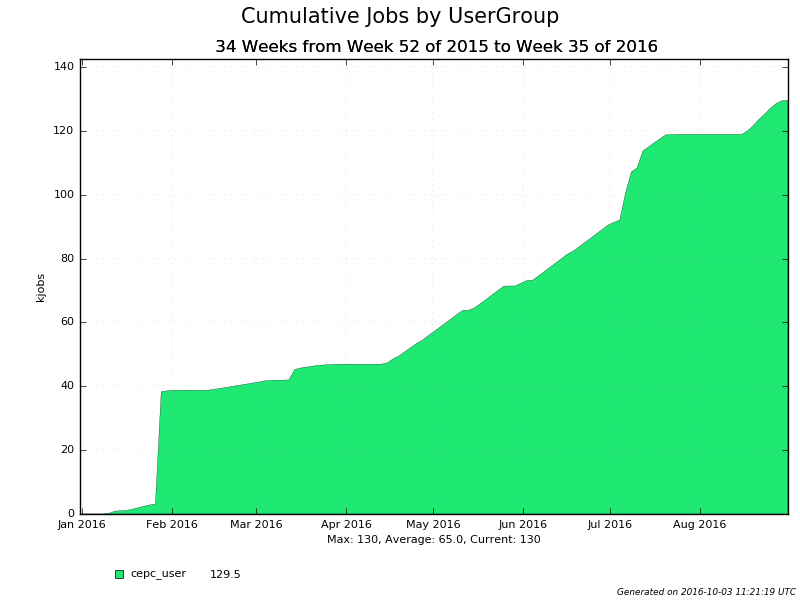 Cumulative Jobs by UserGroup
34 Weeks from Week 52 of 2015 to Week 35 of 2016
140
120
100
80
60
40
20
0
kjobs
Jan 2016 Feb 2016 Mar 2016 Apr 2016 May 2016 Jun 2016 Jul 2016 Aug 2016
Max: 130, Average: 65.0, Current: 130
cepc_user 129.5
Generated on 2016-10-03 11:21:19 UTC